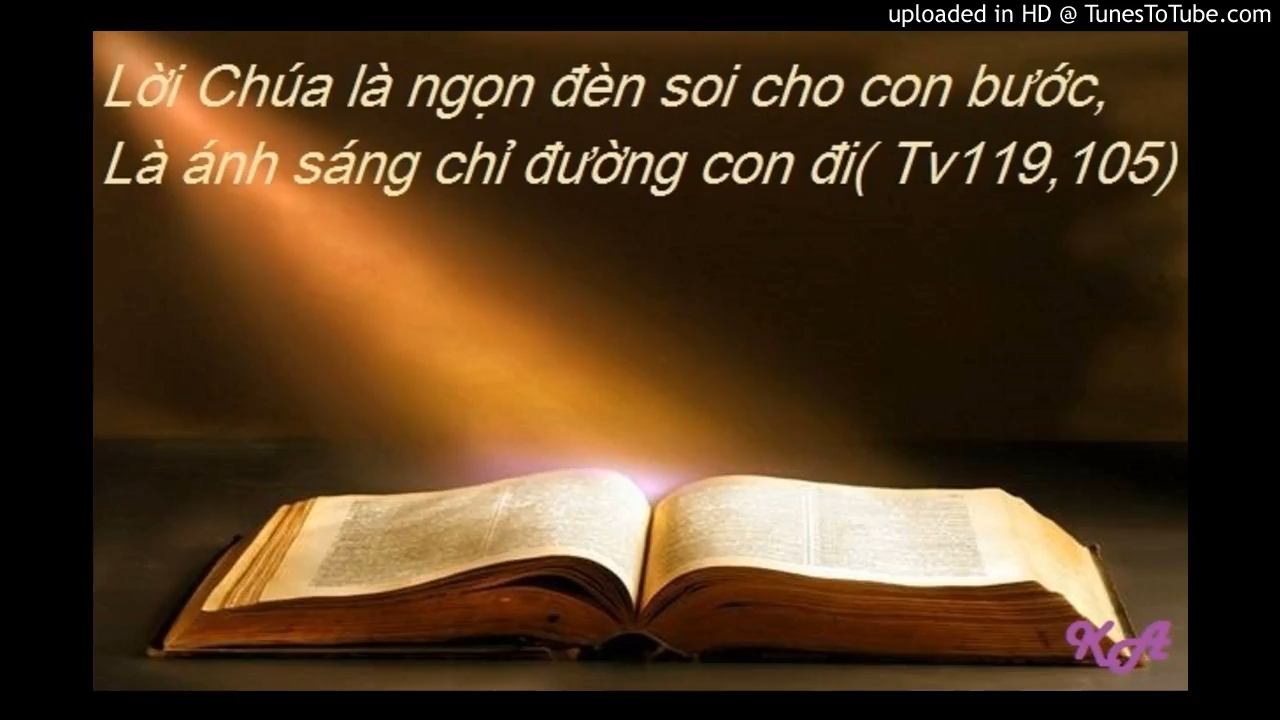 uploaded in HD @ TunesToTube.com
Lời Chúa là ngọn đèn soi cho con bước,
Là ánh sáng chỉ đường con đi( Tv119,105)
KA